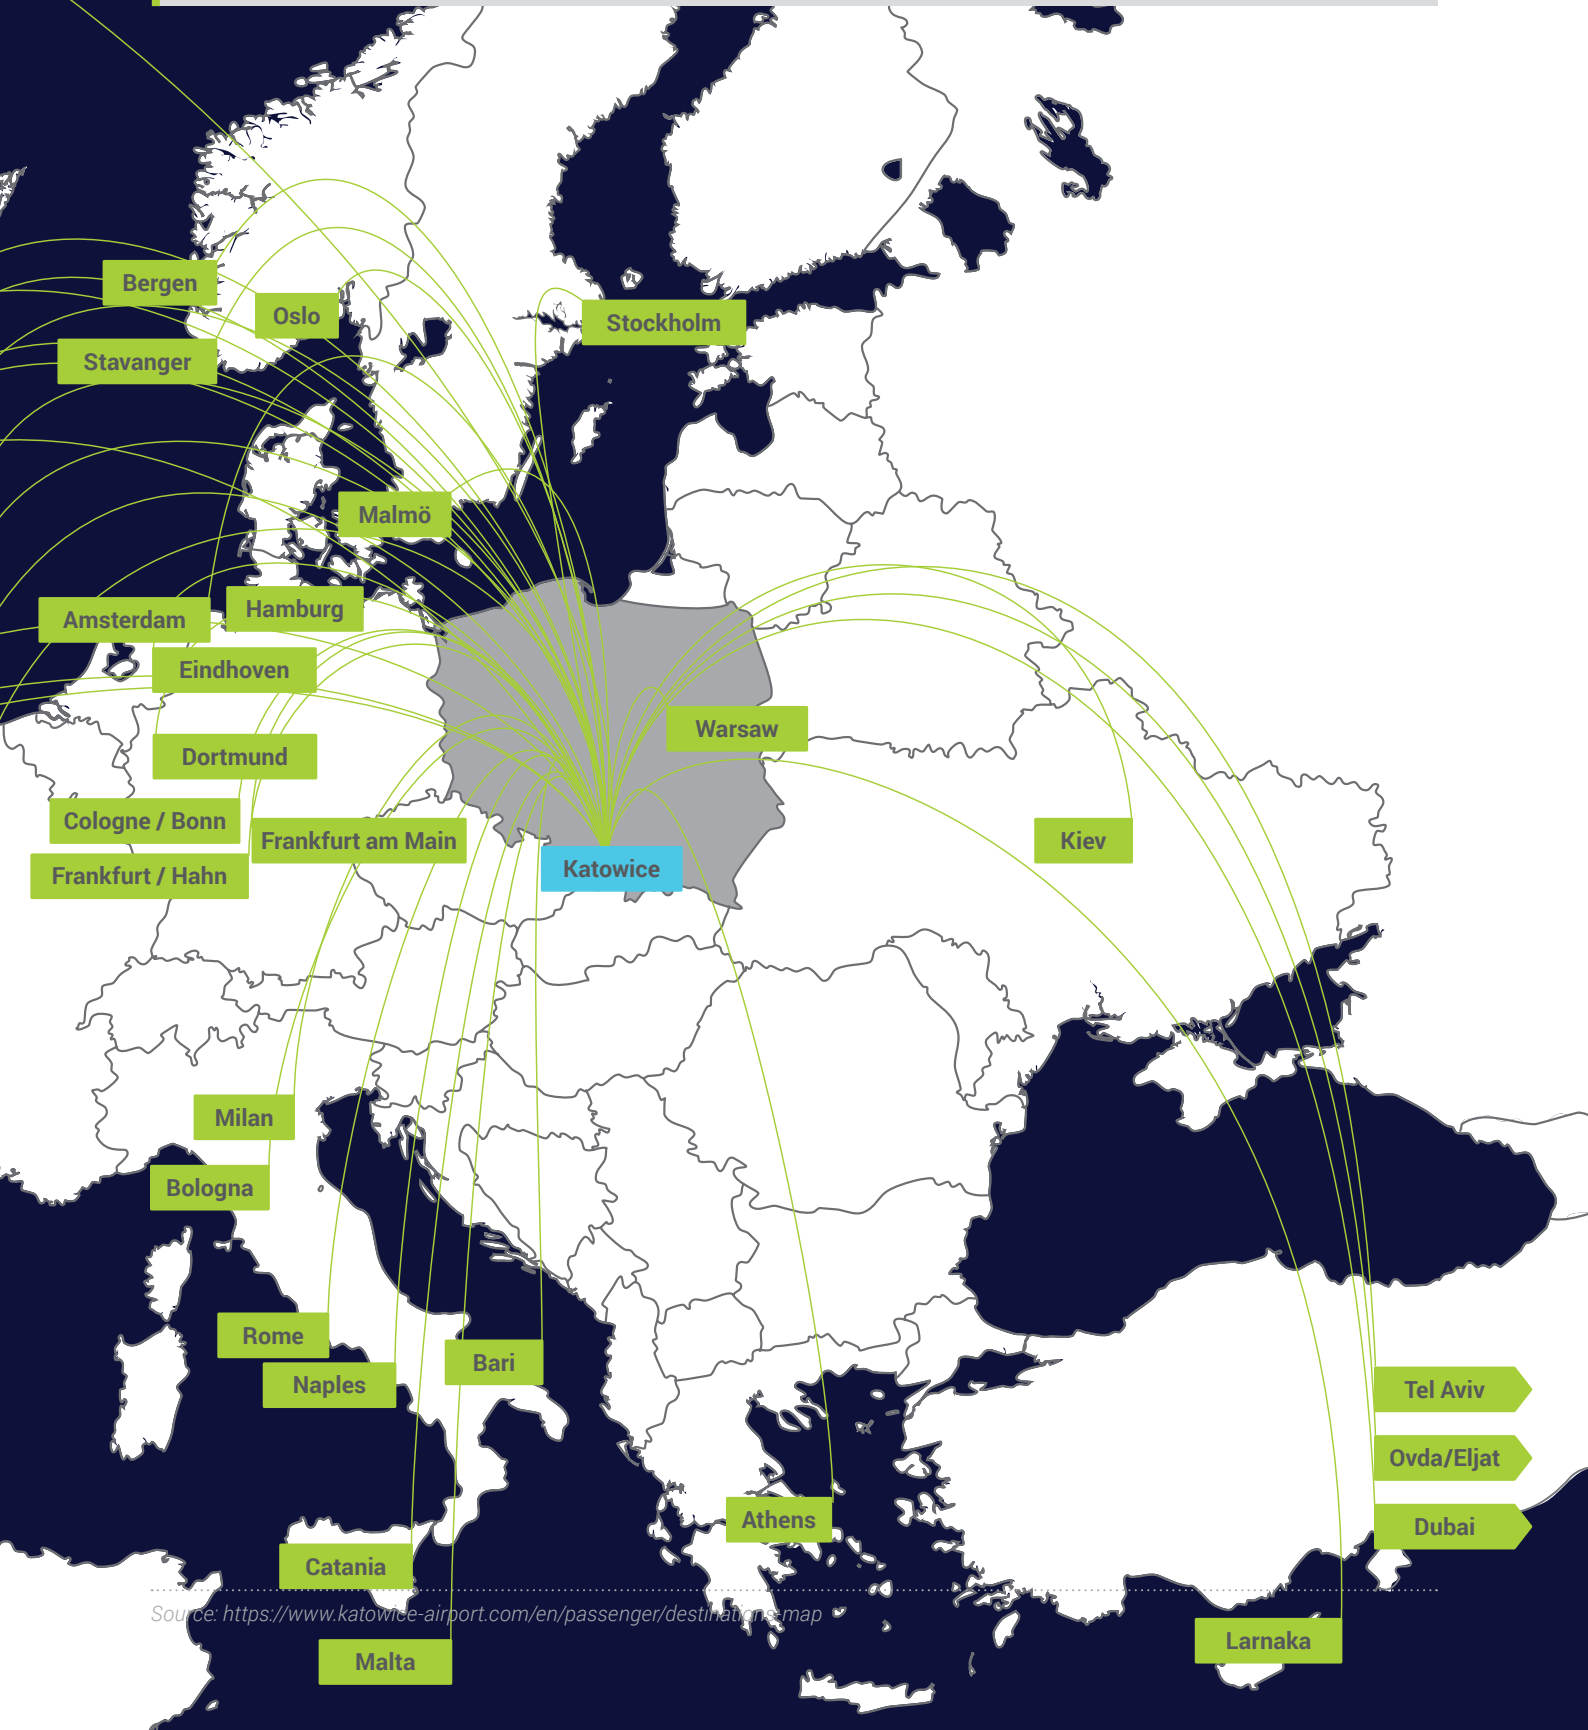 Bergen
Oslo
Stockholm
Stavanger
Malmö
Hamburg
Amsterdam
Eindhoven
Warsaw
Dortmund
Cologne / Bonn
Frankfurt am Main
Kiev
Katowice
Frankfurt / Hahn
Milan
Bologna
Rome
Bari
Naples
Tel Aviv
Ovda/Eljat
Athens
Dubai
Catania
Source: https://www.katowice-airport.com/en/passenger/destinations-map
Larnaka
Malta